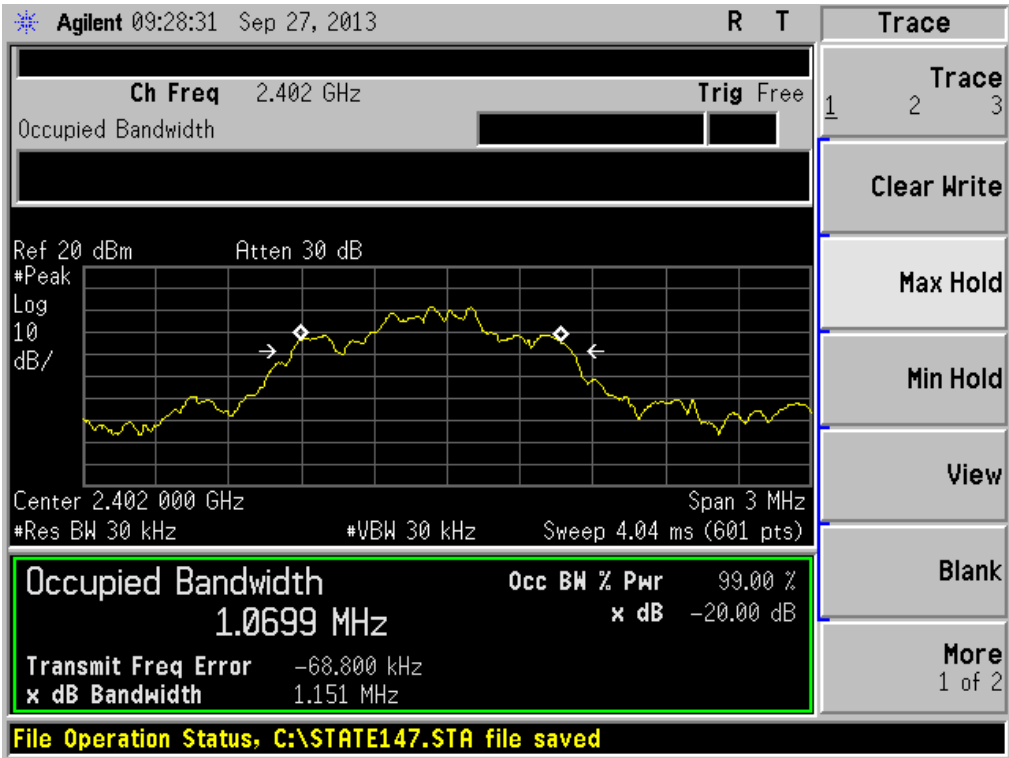 Agilent 09:28:31 Sep 27, 2013 R T
Trace
Ch Freq 2.402 GHz Trig Free
Occupied Bandwidth
Trace
1 2 3
Clear Write
Max Hold
Min Hold
View
Blank
More
1 of 2
Ref 20 dBm Atten 30 dB
#Peak
Log
10
dB/
Center 2.402 000 GHz Span 3 MHz
#Res BW 30 kHz #VBW 30 kHz Sweep 4.04 ms (601 pts)
Occupied Bandwidth Occ BW % Pwr 99.00 %
1.0699 MHz x dB -20.00 dB
Transmit Freq Error -68.800 kHz
x dB Bandwidth 1.151 MHz
File Operation Status, C:\STATE147.STA file saved